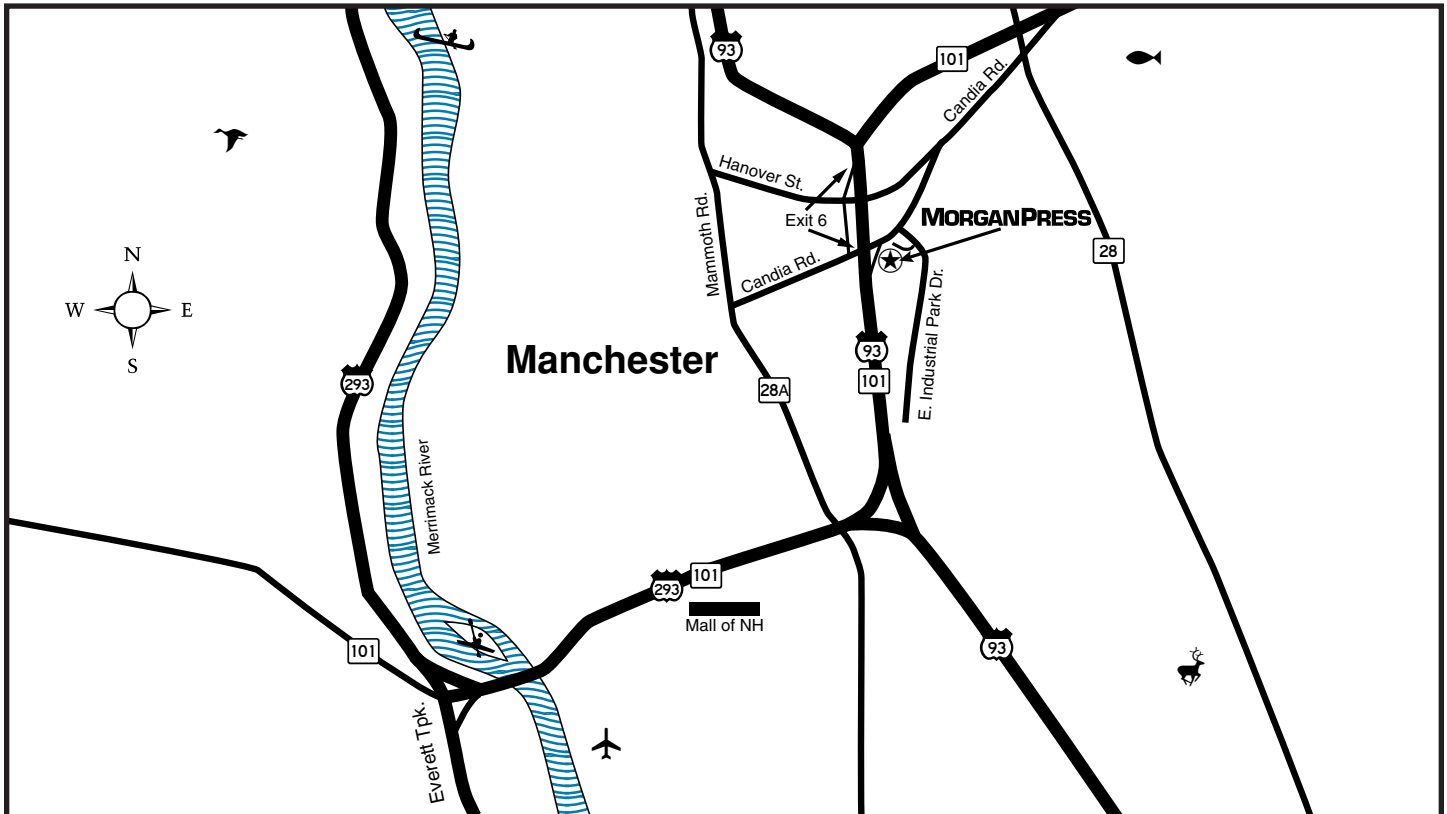 93
101
Candia Rd.
Hanover St.
Mammoth Rd.
Exit 6
MORGANPRESS
28
N
W
E
S
Candia Rd.
E. Industrial Park Dr.
93
Manchester
293
101
28A
Merrimack River
293
101
Mall of NH
101
93
Everett Tpk.